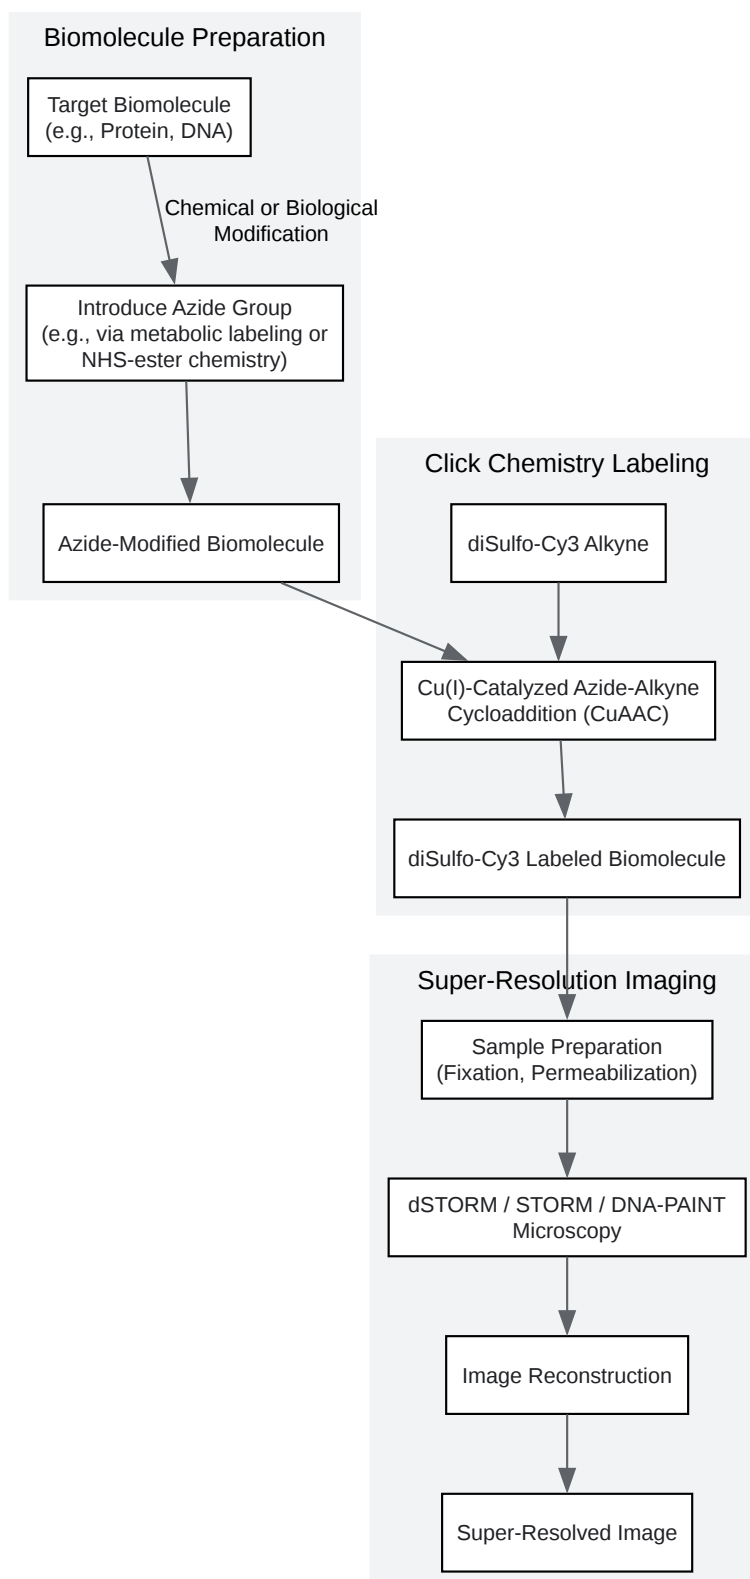 Biomolecule Preparation
Target Biomolecule
(e.g., Protein, DNA)
Chemical or Biological
Modification
Introduce Azide Group
(e.g., via metabolic labeling or
NHS-ester chemistry)
Azide-Modified Biomolecule
Click Chemistry Labeling
diSulfo-Cy3 Alkyne
Cu(I)-Catalyzed Azide-Alkyne
Cycloaddition (CuAAC)
diSulfo-Cy3 Labeled Biomolecule
Super-Resolution Imaging
Sample Preparation
(Fixation, Permeabilization)
dSTORM / STORM / DNA-PAINT
Microscopy
Image Reconstruction
Super-Resolved Image